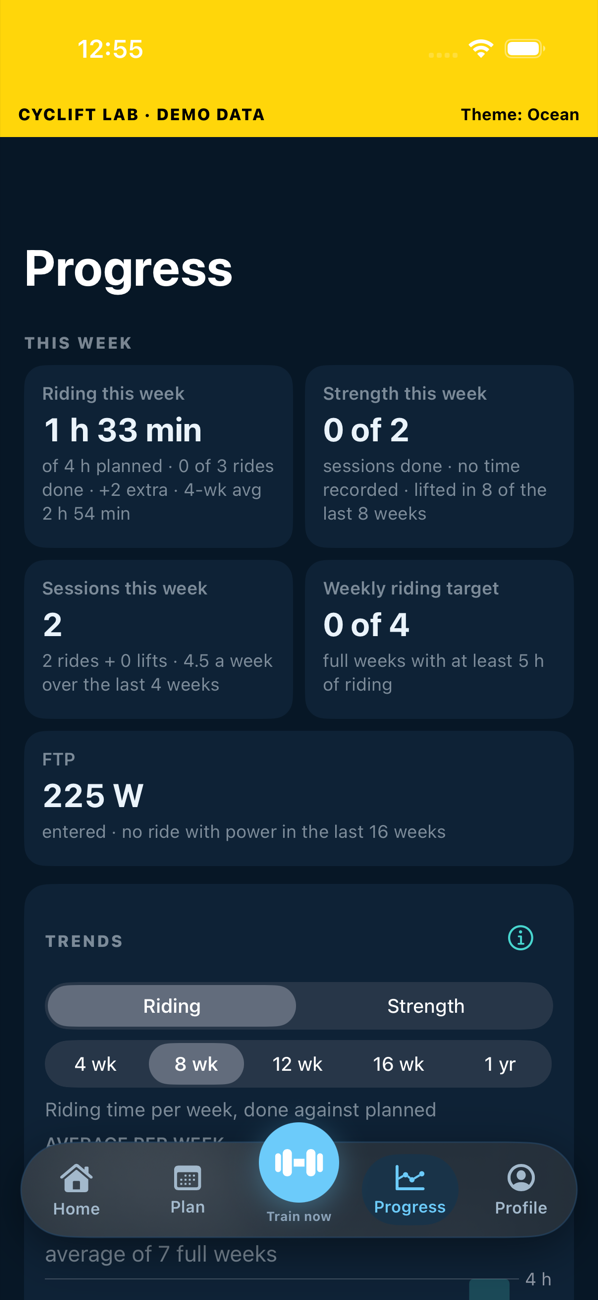 12:55
CYCLIFT LAB · DEMO DATA
Theme: Ocean
Progress
THIS WEEK
Riding this week
1 h 33 min
of 4 h planned · 0 of 3 rides
done · +2 extra · 4-wk avg
2 h 54 min
Strength this week
0 of 2
sessions done · no time
recorded · lifted in 8 of the
last 8 weeks
Sessions this week
2
2 rides + 0 lifts · 4.5 a week
over the last 4 weeks
Weekly riding target
0 of 4
full weeks with at least 5 h
of riding
FTP
225 W
entered · no ride with power in the last 16 weeks
TRENDS
Riding
Strength
4 wk
8 wk
12 wk
16 wk
1 yr
Riding time per week, done against planned
AVERAGE PER WEEK
Home
Plan
Train now
Progress
Profile
average of 7 full weeks
4 h